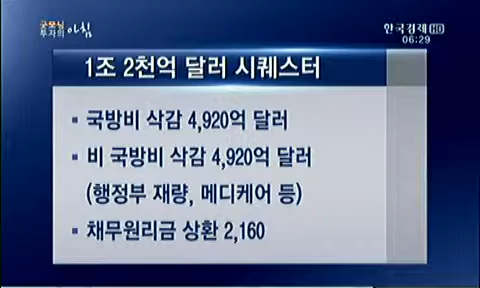 굿모닝
투자의 아침
한국경제 HD
06:29
1조 2천억 달러 시퀘스터
▪ 국방비 삭감 4,920억 달러
▪ 비 국방비 삭감 4,920억 달러
(행정부 재량, 메디케어 등)
▪ 채무원리금 상환 2,160